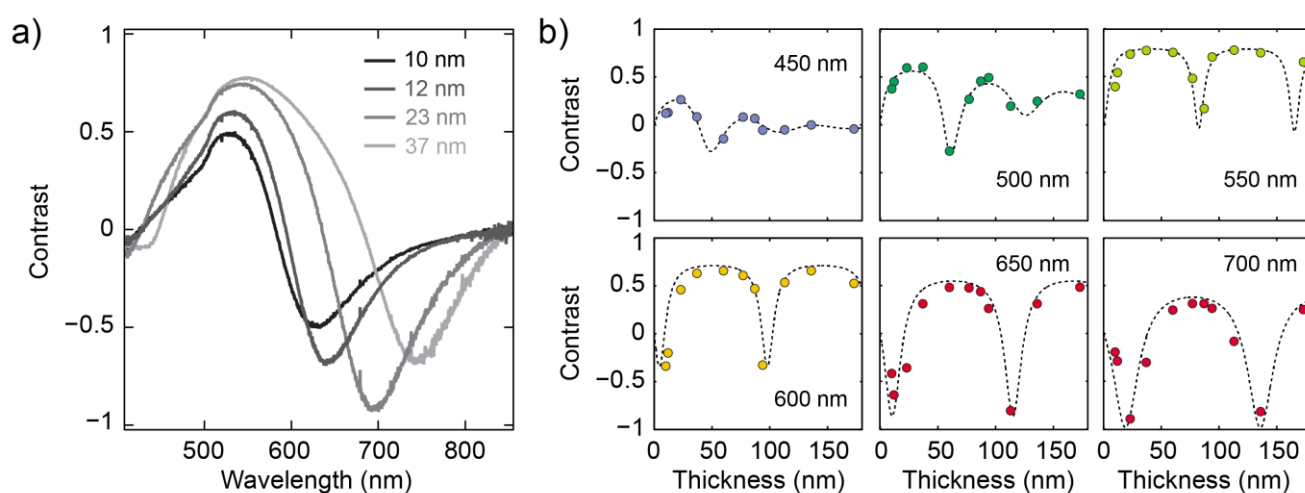 a)
Contrast
1
0.5
0
−0.5
−1
10 nm
12 nm
23 nm
37 nm
500 600 700 800
Wavelength (nm)
b)
Contrast
1
0.5
0
−0.5
−1
450 nm
500 nm
550 nm
Contrast
1
0.5
0
−0.5
−1
600 nm
650 nm
700 nm
0 50 100 150
0 50 100 150
0 50 100 150
Thickness (nm)
Thickness (nm)
Thickness (nm)